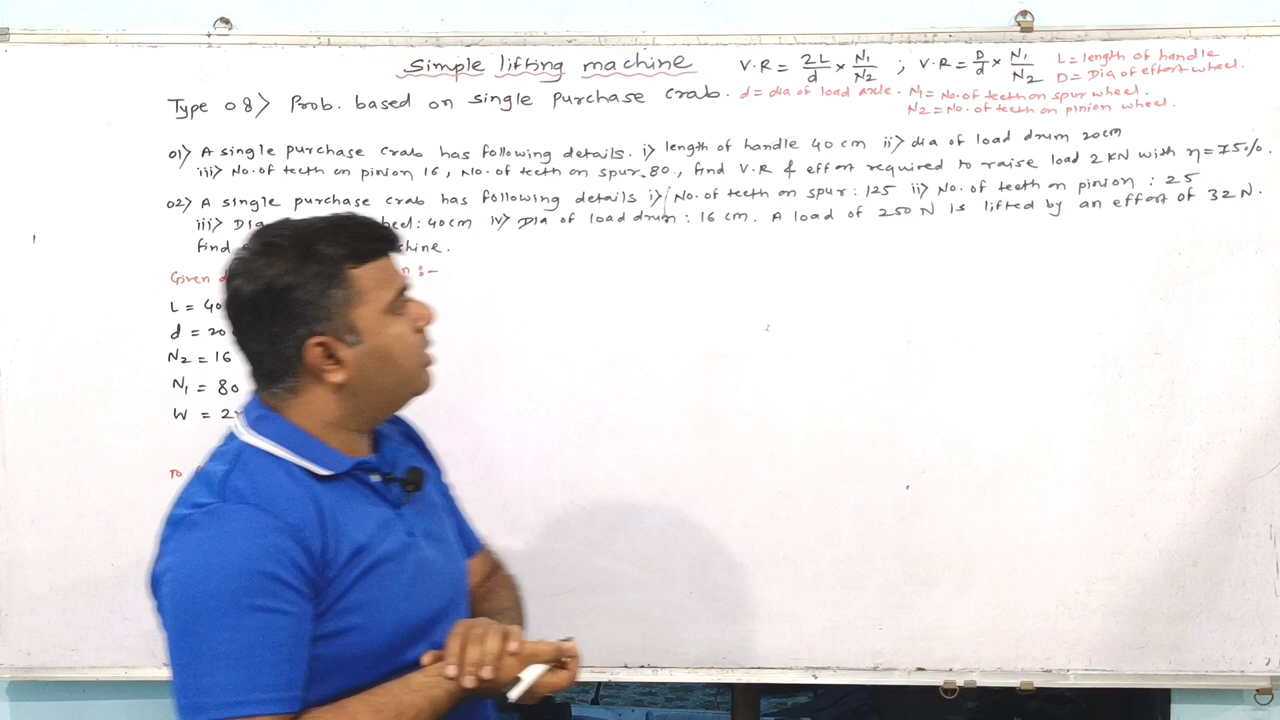 Simple lifting machine V.R = 2L/d × N1/N2 ; V.R = D/d × N1/N2 L = length of handle
D = Dia of effort wheel.
Type 08> Prob. based on single purchase crab. d = dia of load axle. N1 = No. of teeth on spur wheel.
N2 = No. of teeth on pinion wheel.
01> A single purchase crab has following details. i> length of handle 40 cm ii> dia of load drum 20cm
iii> No. of teeth on pinion 16, No. of teeth on spur 80, find V.R & effort required to raise load 2 KN with η = 75%.
02> A single purchase crab has following details i> No. of teeth on spur : 125 ii> No. of teeth on pinion : 25
iii> Dia heel : 40cm iv> Dia of load drum : 16 cm. A load of 250 N is lifted by an effort of 32 N.
find chine.
Given n :-
L = 40
d = 20
N2 = 16
N1 = 80
W = 2
To